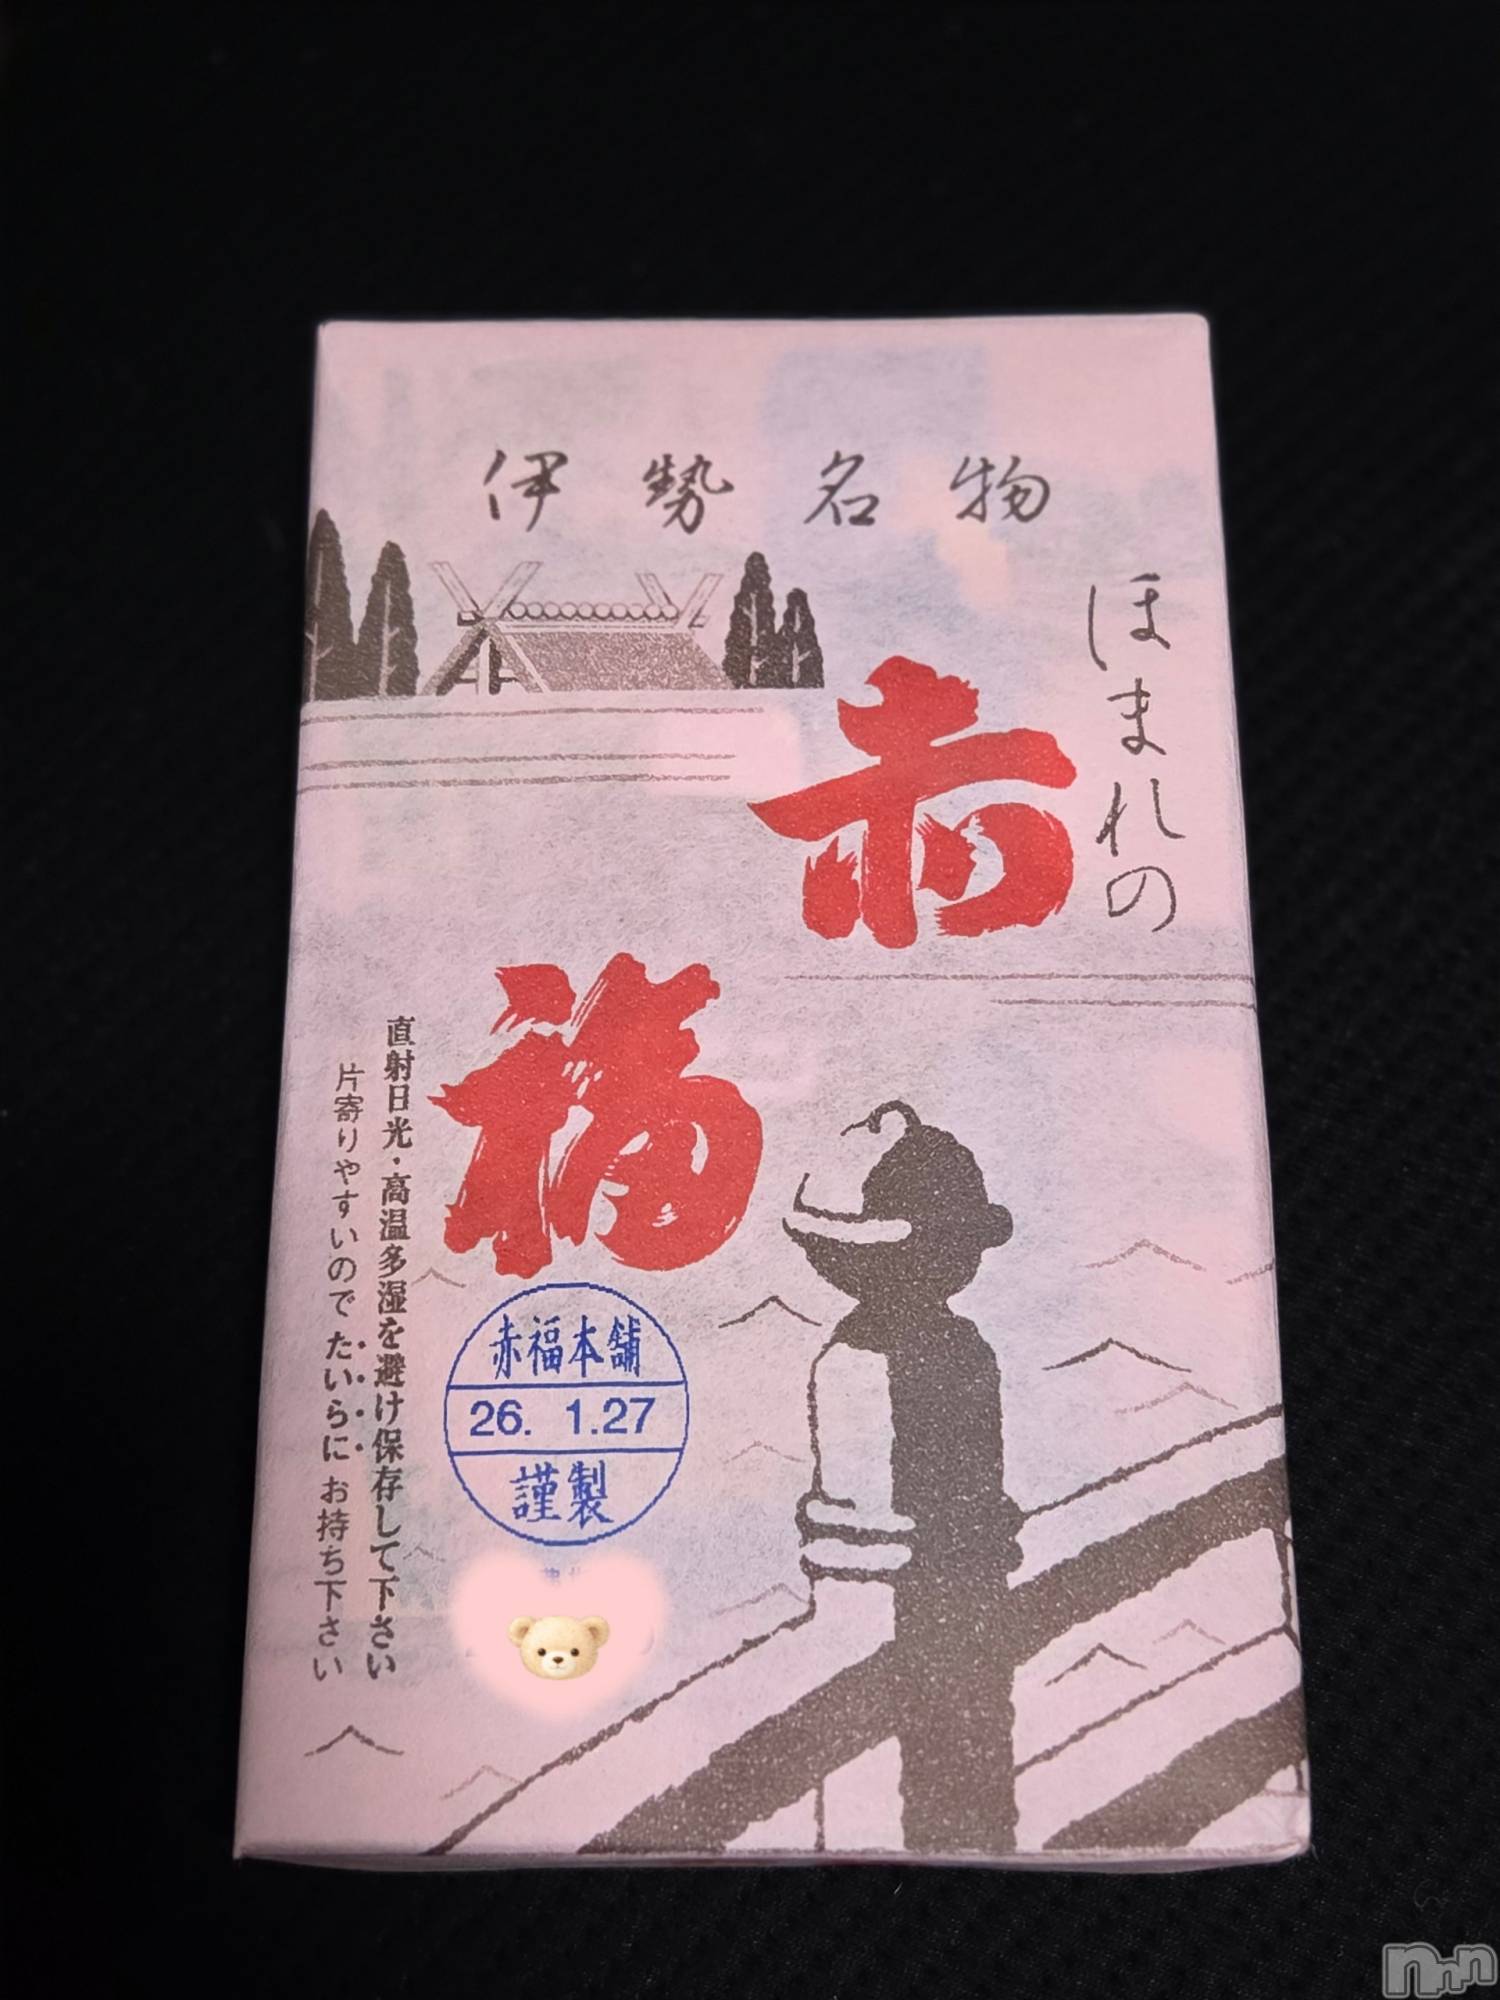 伊勢名物
ほまれの
赤福
直射日光・高温多湿を避け保存して下さい
片寄りやすいのでたいらにお持ち下さい
赤福本舗
26. 1.27
謹製
nnn